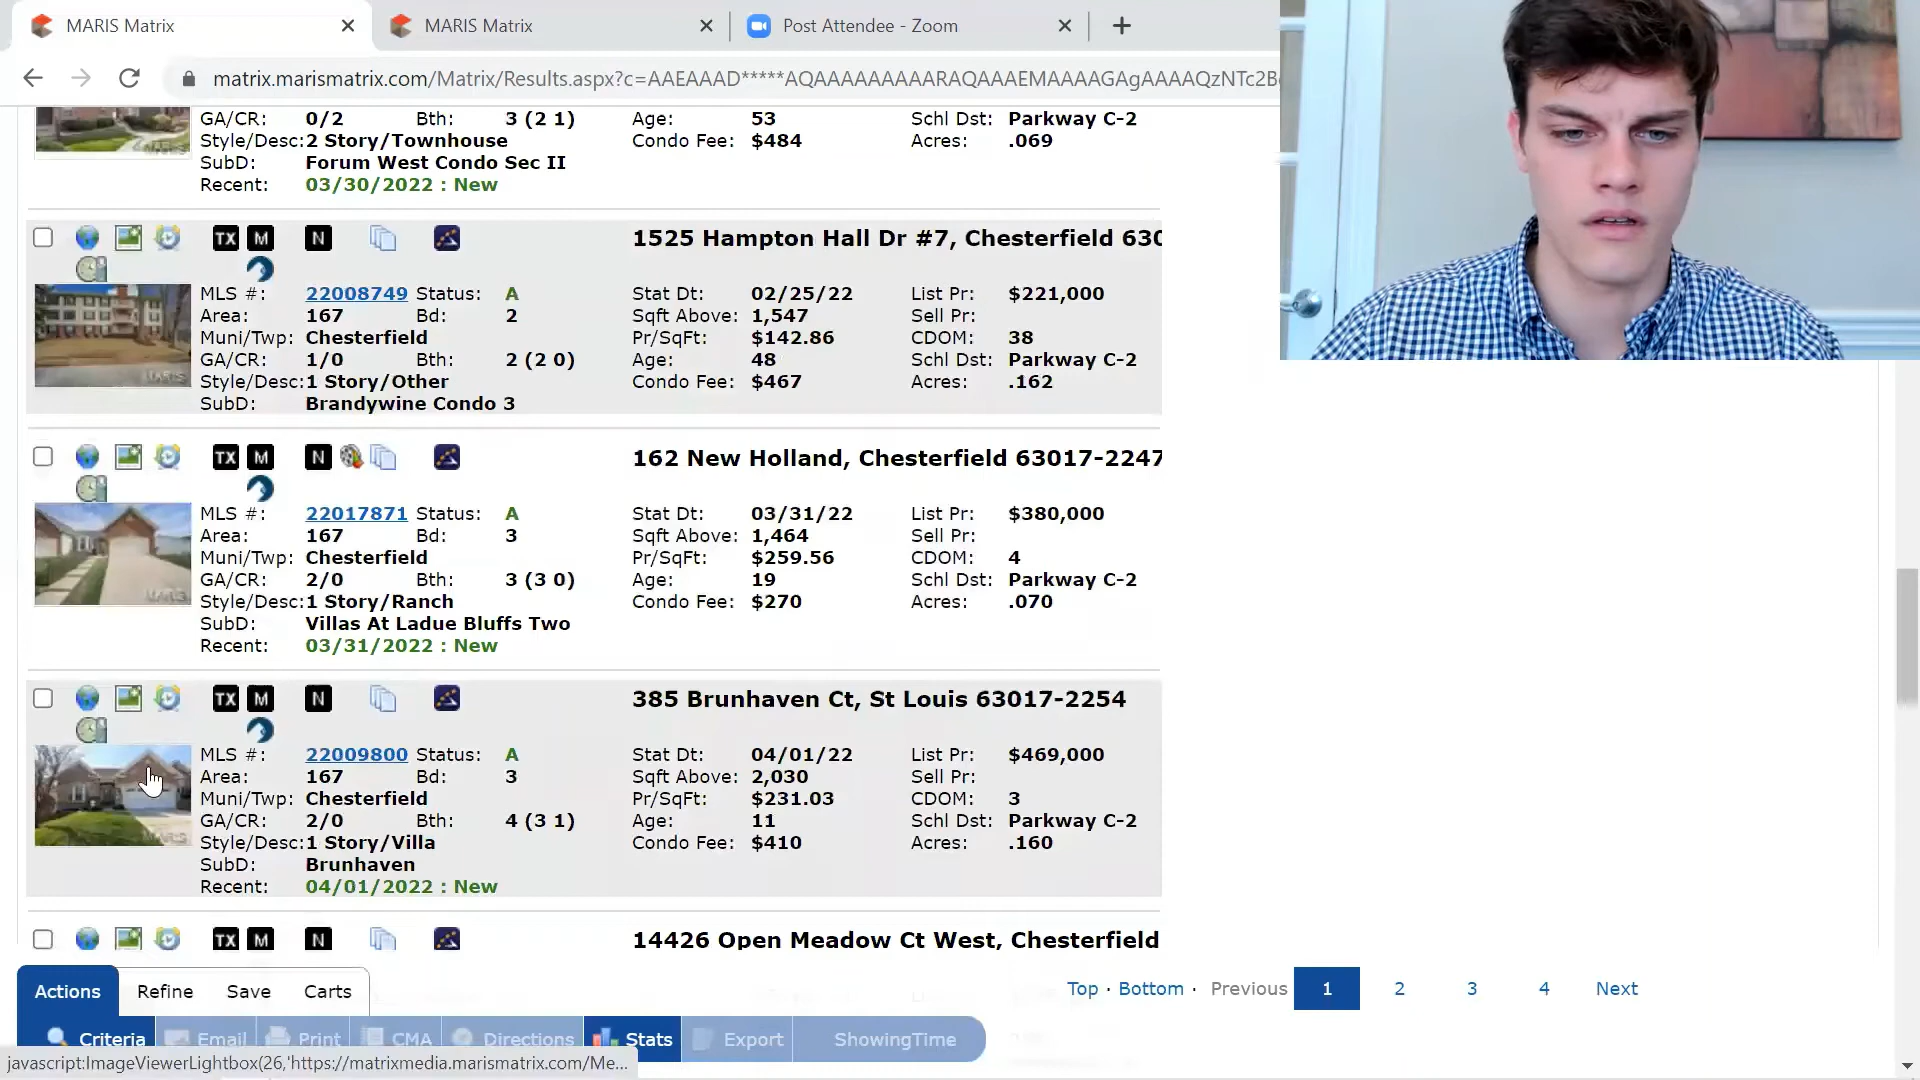 MARIS Matrix
MARIS Matrix
Post Attendee - Zoom
matrix.marismatrix.com/Matrix/Results.aspx?c=AAEAAAD*****AQAAAAAAAAARAQAAAEMAAAAGAgAAAAQzNTc2B
GA/CR: 0/2 Bth: 3 (2 1) Age: 53 Schl Dst: Parkway C-2
Style/Desc: 2 Story/Townhouse Condo Fee: $484 Acres: .069
SubD: Forum West Condo Sec II
Recent: 03/30/2022 : New
TX M N 1525 Hampton Hall Dr #7, Chesterfield 630
MLS #: 22008749 Status: A Stat Dt: 02/25/22 List Pr: $221,000
Area: 167 Bd: 2 Sqft Above: 1,547 Sell Pr:
Muni/Twp: Chesterfield Pr/SqFt: $142.86 CDOM: 38
GA/CR: 1/0 Bth: 2 (2 0) Age: 48 Schl Dst: Parkway C-2
Style/Desc: 1 Story/Other Condo Fee: $467 Acres: .162
SubD: Brandywine Condo 3
TX M N 162 New Holland, Chesterfield 63017-2247
MLS #: 22017871 Status: A Stat Dt: 03/31/22 List Pr: $380,000
Area: 167 Bd: 3 Sqft Above: 1,464 Sell Pr:
Muni/Twp: Chesterfield Pr/SqFt: $259.56 CDOM: 4
GA/CR: 2/0 Bth: 3 (3 0) Age: 19 Schl Dst: Parkway C-2
Style/Desc: 1 Story/Ranch Condo Fee: $270 Acres: .070
SubD: Villas At Ladue Bluffs Two
Recent: 03/31/2022 : New
TX M N 385 Brunhaven Ct, St Louis 63017-2254
MLS #: 22009800 Status: A Stat Dt: 04/01/22 List Pr: $469,000
Area: 167 Bd: 3 Sqft Above: 2,030 Sell Pr:
Muni/Twp: Chesterfield Pr/SqFt: $231.03 CDOM: 3
GA/CR: 2/0 Bth: 4 (3 1) Age: 11 Schl Dst: Parkway C-2
Style/Desc: 1 Story/Villa Condo Fee: $410 Acres: .160
SubD: Brunhaven
Recent: 04/01/2022 : New
TX M N 14426 Open Meadow Ct West, Chesterfield
Actions Refine Save Carts Top · Bottom · Previous 1 2 3 4 Next
Criteria Email Print CMA Directions Stats Export ShowingTime
javascript:ImageViewerLightbox(26,'https://matrixmedia.marismatrix.com/Me...